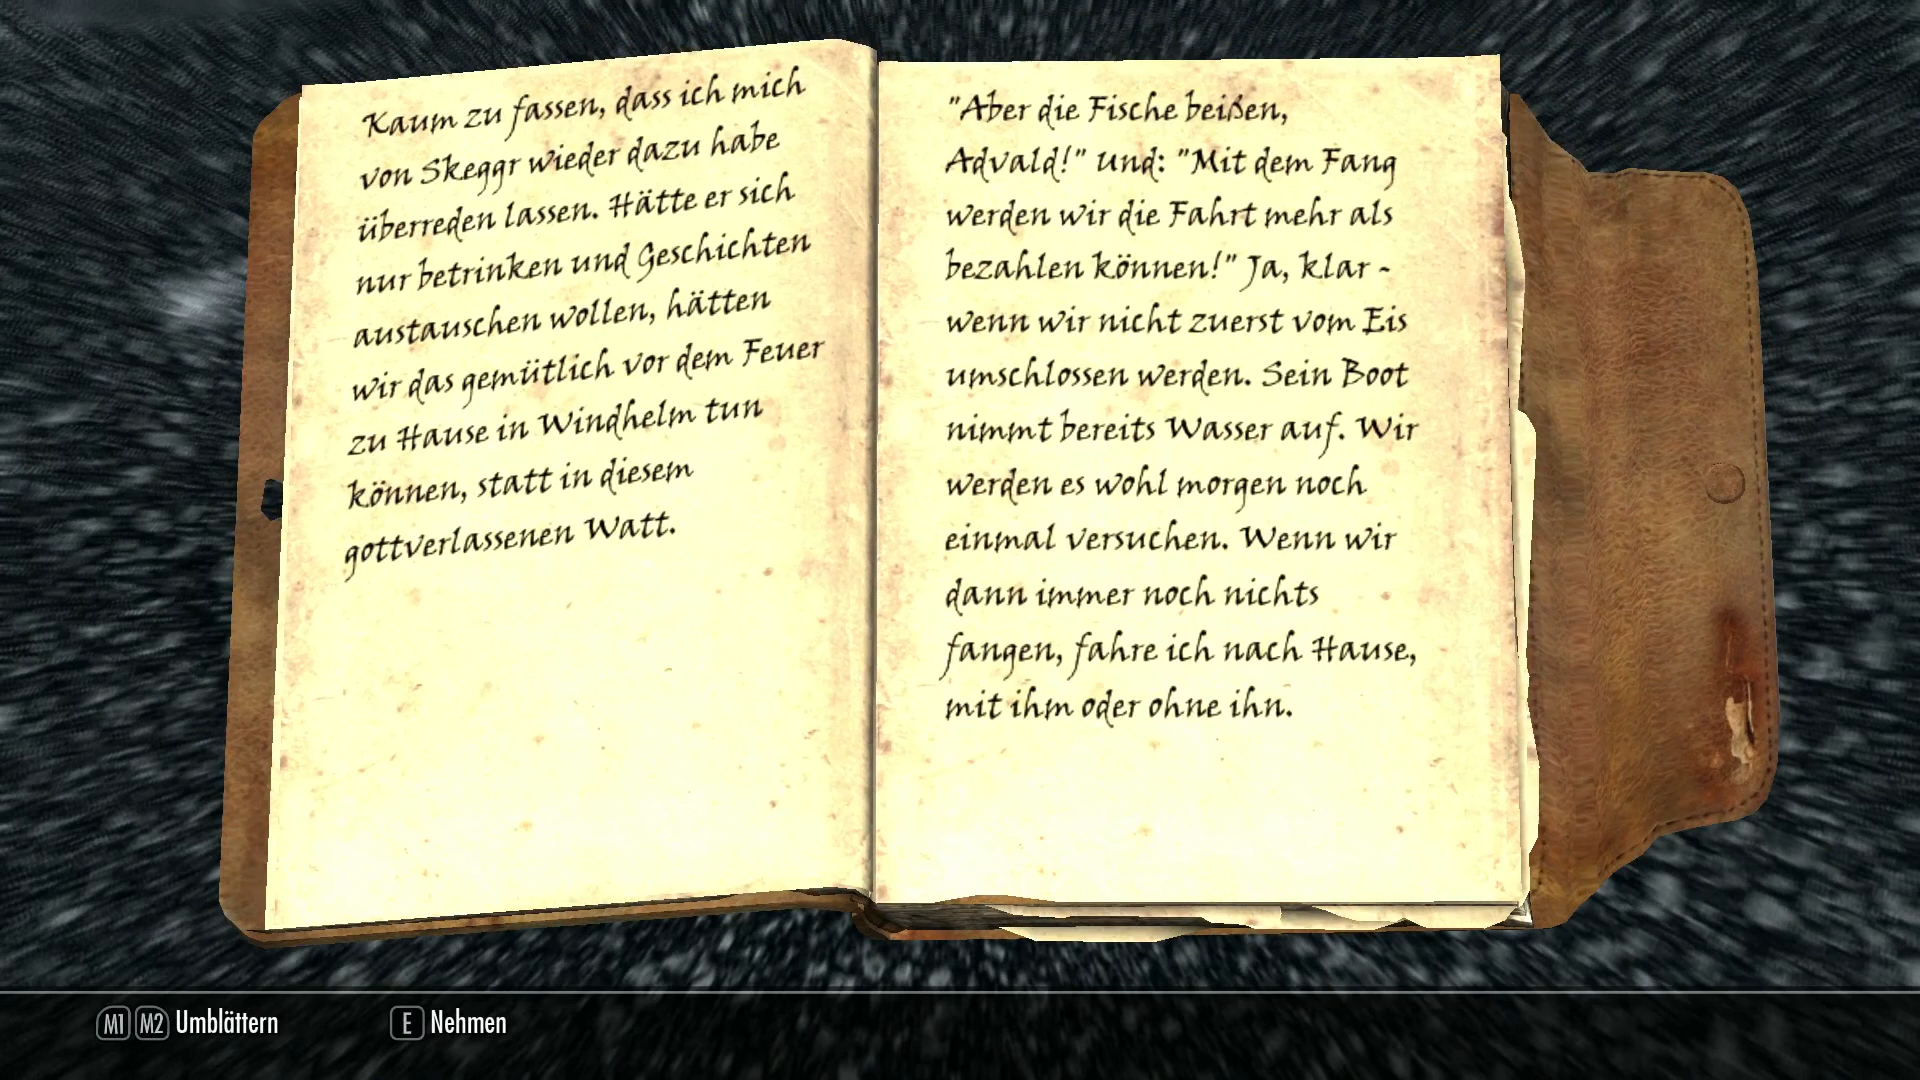 Kaum zu fassen, dass ich mich
von Skeggr wieder dazu habe
überreden lassen. Hätte er sich
nur betrinken und Geschichten
austauschen wollen, hätten
wir das gemütlich vor dem Feuer
zu Hause in Windhelm tun
können, statt in diesem
gottverlassenen Watt.
"Aber die Fische beißen,
Advald!" Und: "Mit dem Fang
werden wir die Fahrt mehr als
bezahlen können!" Ja, klar -
wenn wir nicht zuerst vom Eis
umschlossen werden. Sein Boot
nimmt bereits Wasser auf. Wir
werden es wohl morgen noch
einmal versuchen. Wenn wir
dann immer noch nichts
fangen, fahre ich nach Hause,
mit ihm oder ohne ihn.
M1 M2 Umblättern E Nehmen